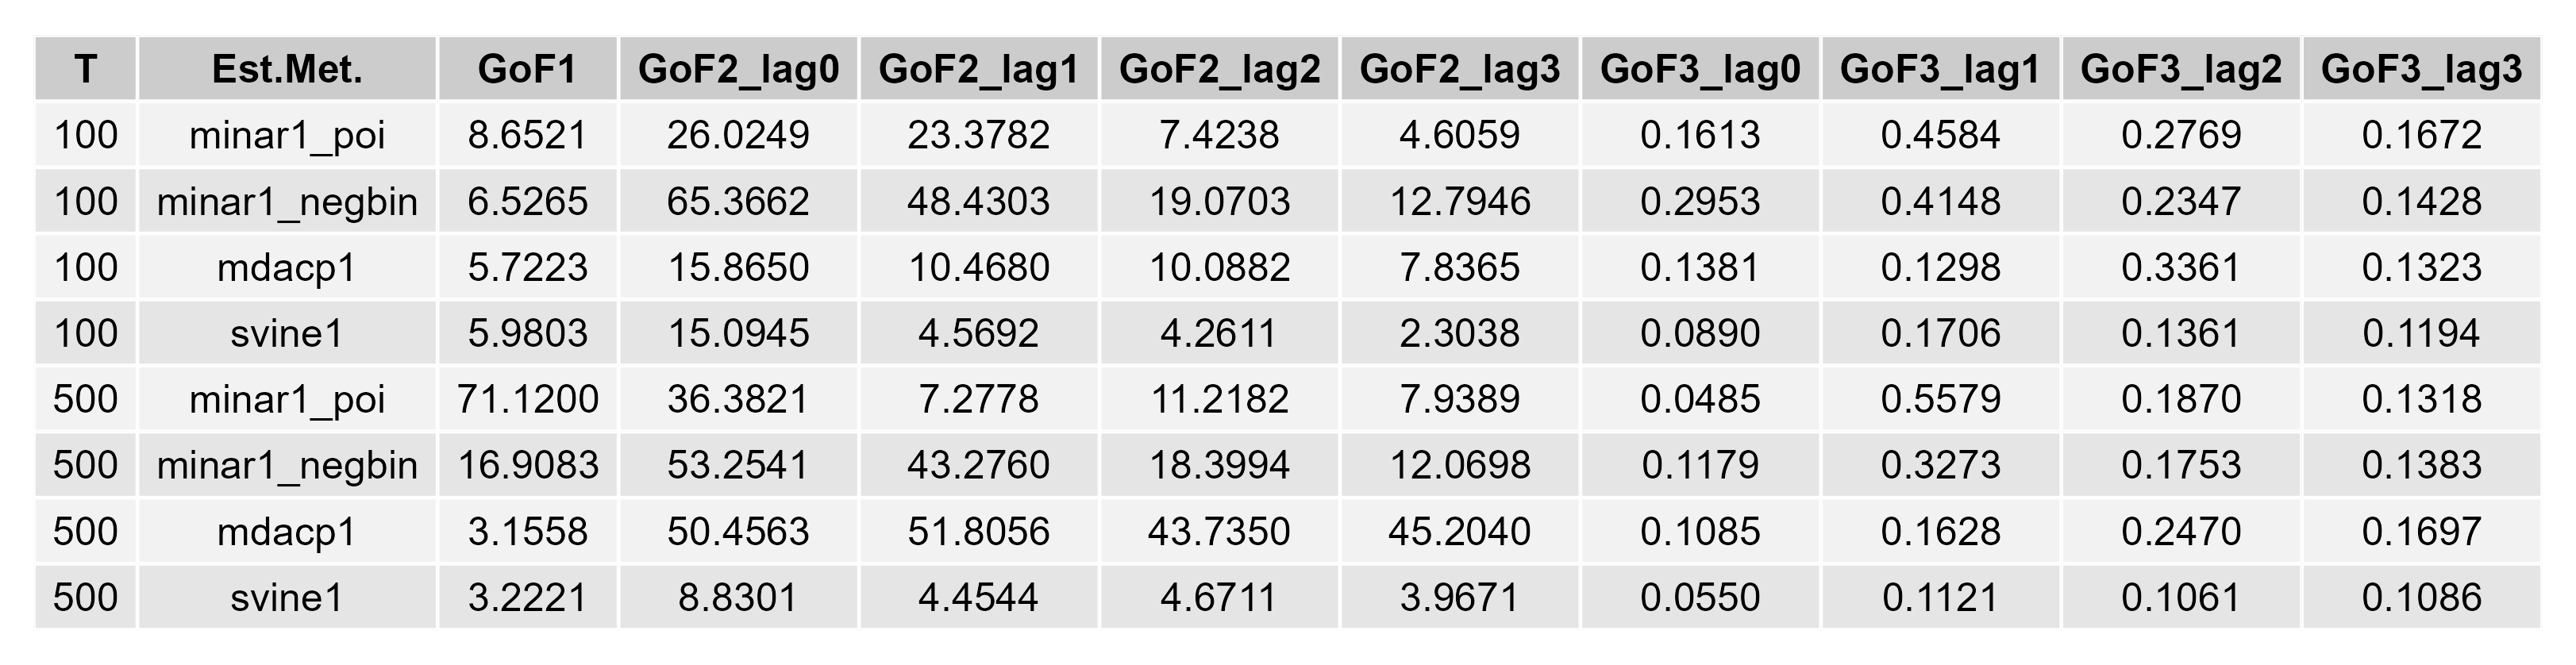 T Est.Met. GoF1 GoF2_lag0 GoF2_lag1 GoF2_lag2 GoF2_lag3 GoF3_lag0 GoF3_lag1 GoF3_lag2 GoF3_lag3
100 minar1_poi 8.6521 26.0249 23.3782 7.4238 4.6059 0.1613 0.4584 0.2769 0.1672
100 minar1_negbin 6.5265 65.3662 48.4303 19.0703 12.7946 0.2953 0.4148 0.2347 0.1428
100 mdacp1 5.7223 15.8650 10.4680 10.0882 7.8365 0.1381 0.1298 0.3361 0.1323
100 svine1 5.9803 15.0945 4.5692 4.2611 2.3038 0.0890 0.1706 0.1361 0.1194
500 minar1_poi 71.1200 36.3821 7.2778 11.2182 7.9389 0.0485 0.5579 0.1870 0.1318
500 minar1_negbin 16.9083 53.2541 43.2760 18.3994 12.0698 0.1179 0.3273 0.1753 0.1383
500 mdacp1 3.1558 50.4563 51.8056 43.7350 45.2040 0.1085 0.1628 0.2470 0.1697
500 svine1 3.2221 8.8301 4.4544 4.6711 3.9671 0.0550 0.1121 0.1061 0.1086